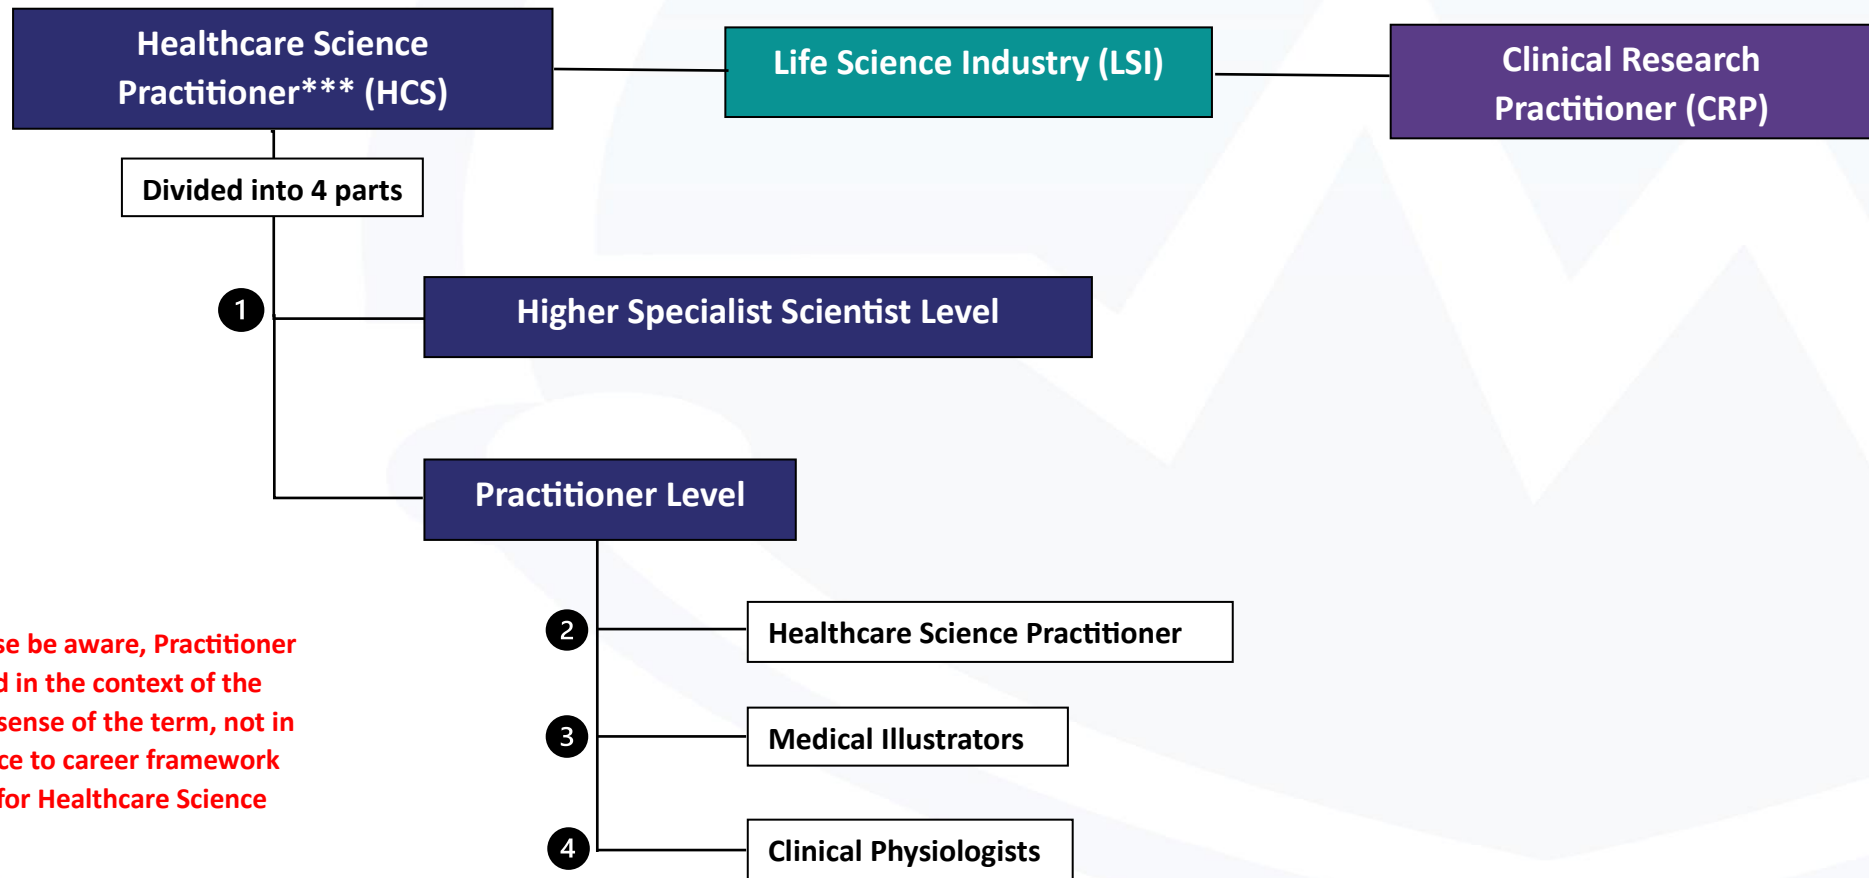 Healthcare Science
Practitioner*** (HCS)
Life Science Industry (LSI)
Clinical Research
Practitioner (CRP)
Divided into 4 parts
1
Higher Specialist Scientist Level
Practitioner Level
2
Healthcare Science Practitioner
3
Medical Illustrators
4
Clinical Physiologists
be aware, Practitioner
in the context of the
sense of the term, not in
to career framework
for Healthcare Science